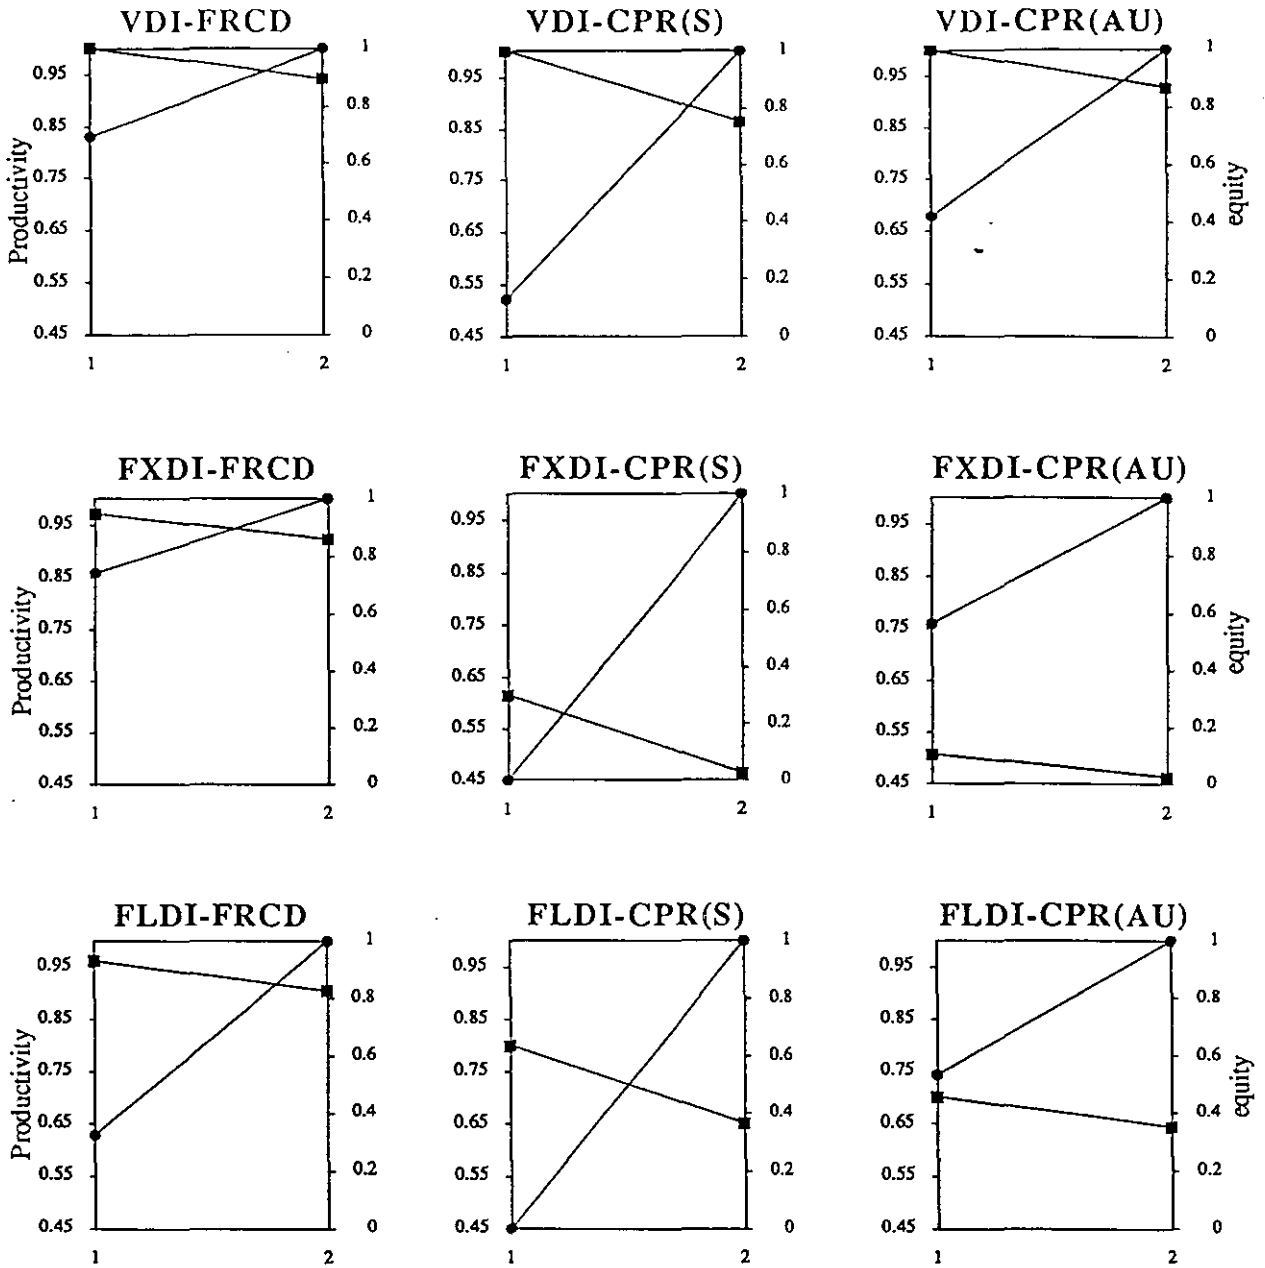 VDI-FRCD VDI-CPR(S) VDI-CPR(AU)
1 1 1
0.95 0.95 0.95
0.8 0.8 0.8
0.85 0.85 0.85
0.6 0.6 0.6
0.75 0.75 0.75
0.4 0.4 0.4
0.65 0.65 0.65
0.2 0.2 0.2
0.55 0.55 0.55
0.45 0 0.45 0 0.45 0
Productivity equity
1 2 1 2 1 2
FXDI-FRCD FXDI-CPR(S) FXDI-CPR(AU)
1 1 1
0.95 0.95 0.95
0.8 0.8 0.8
0.85 0.85 0.85
0.6 0.6 0.6
0.75 0.75 0.75
0.4 0.4 0.4
0.65 0.65 0.65
0.2 0.2 0.2
0.55 0.55 0.55
0.45 0 0.45 0 0.45 0
Productivity equity
1 2 1 2 1 2
FLDI-FRCD FLDI-CPR(S) FLDI-CPR(AU)
1 1 1
0.95 0.95 0.95
0.8 0.8 0.8
0.85 0.85 0.85
0.6 0.6 0.6
0.75 0.75 0.75
0.4 0.4 0.4
0.65 0.65 0.65
0.2 0.2 0.2
0.55 0.55 0.55
0.45 0 0.45 0 0.45 0
Productivity equity
1 2 1 2 1 2